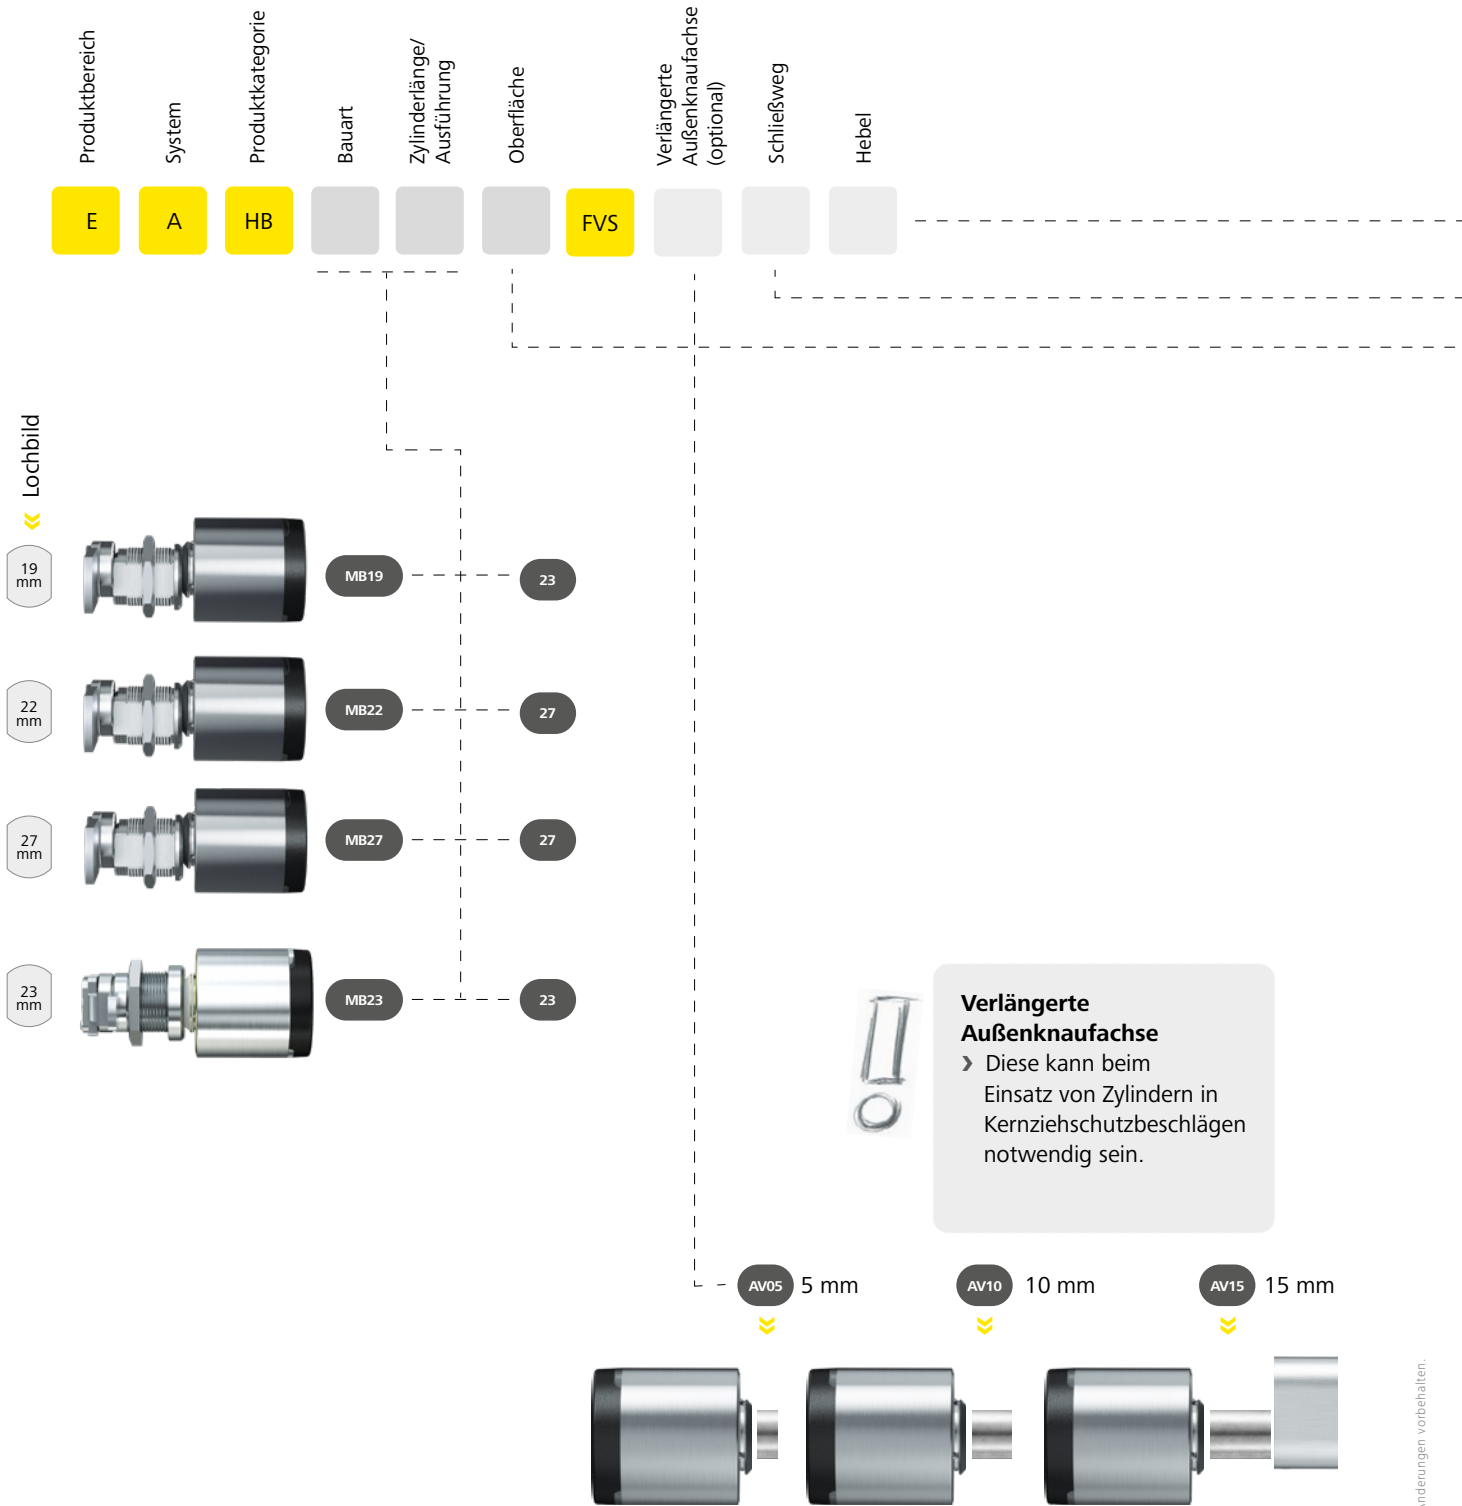 Produktbereich
System
Produktkategorie
Bauart
Zylinderlänge/
Ausführung
Oberfläche
Verlängerte
Außenknaufachse
(optional)
Schließweg
Hebel
E
A
HB
FVS
Lochbild
19
mm
MB19
23
22
mm
MB22
27
27
mm
MB27
27
23
mm
MB23
23
Verlängerte
Außenknaufachse
› Diese kann beim
Einsatz von Zylindern in
Kernziehschutzbeschlägen
notwendig sein.
AV05 5 mm
AV10 10 mm
AV15 15 mm
vorbehalten.